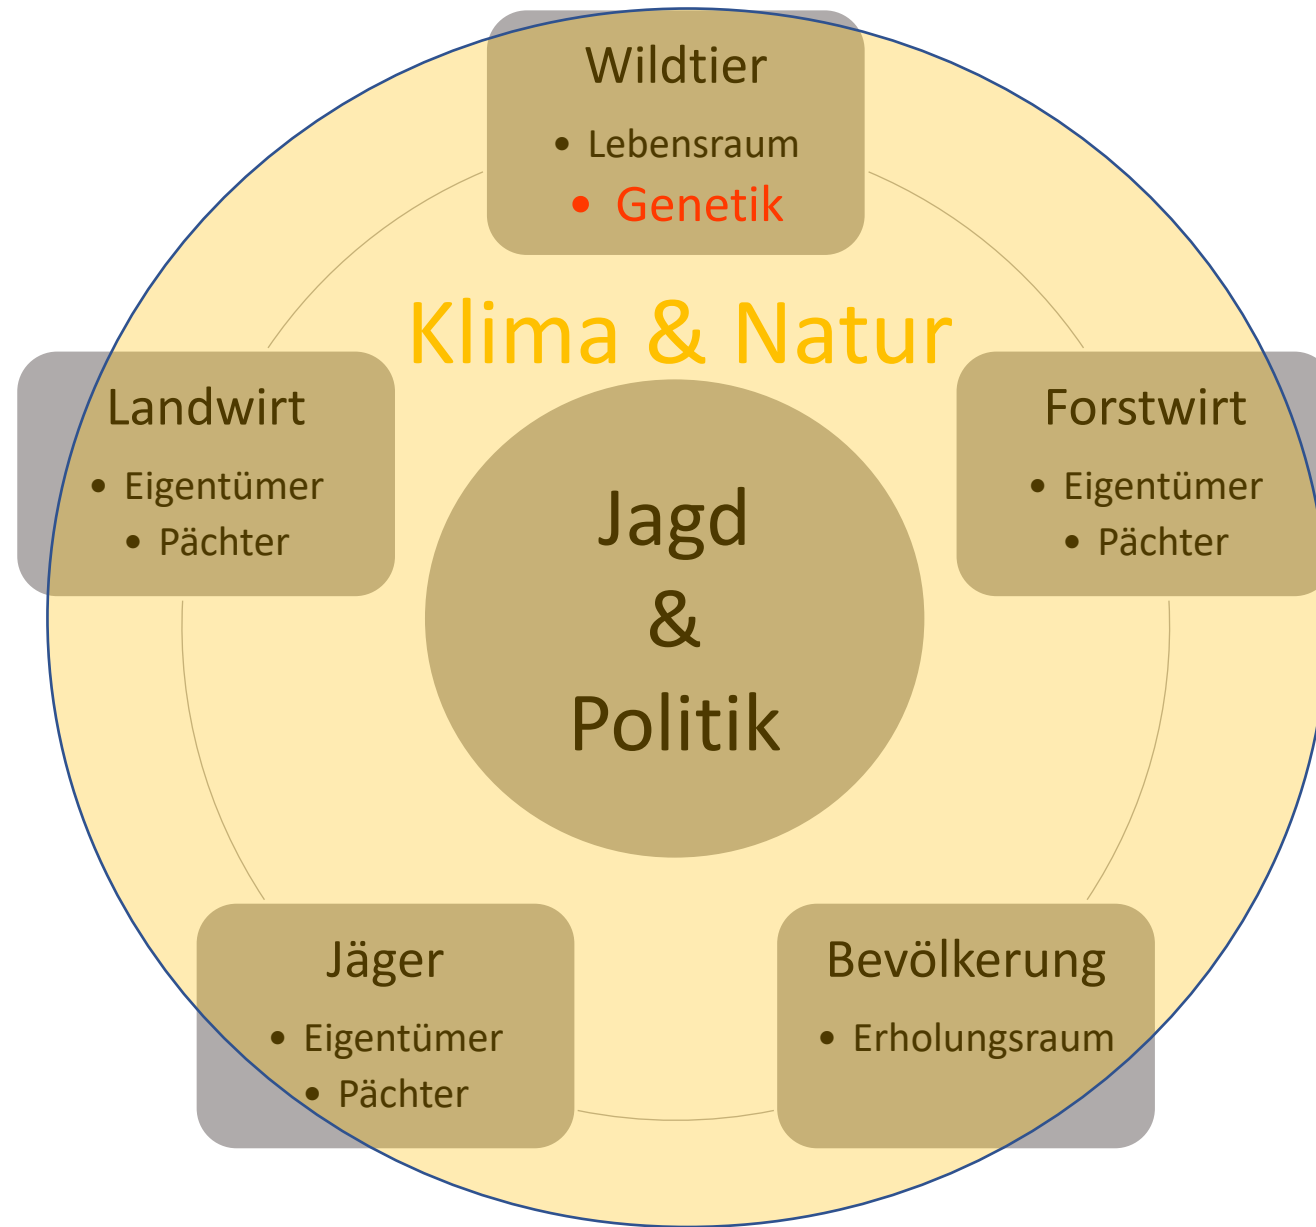 Wildtier
• Lebensraum
• Genetik
Klima & Natur
Landwirt
• Eigentümer
• Pächter
Forstwirt
• Eigentümer
• Pächter
Jagd
&
Politik
Jäger
• Eigentümer
• Pächter
Bevölkerung
• Erholungsraum